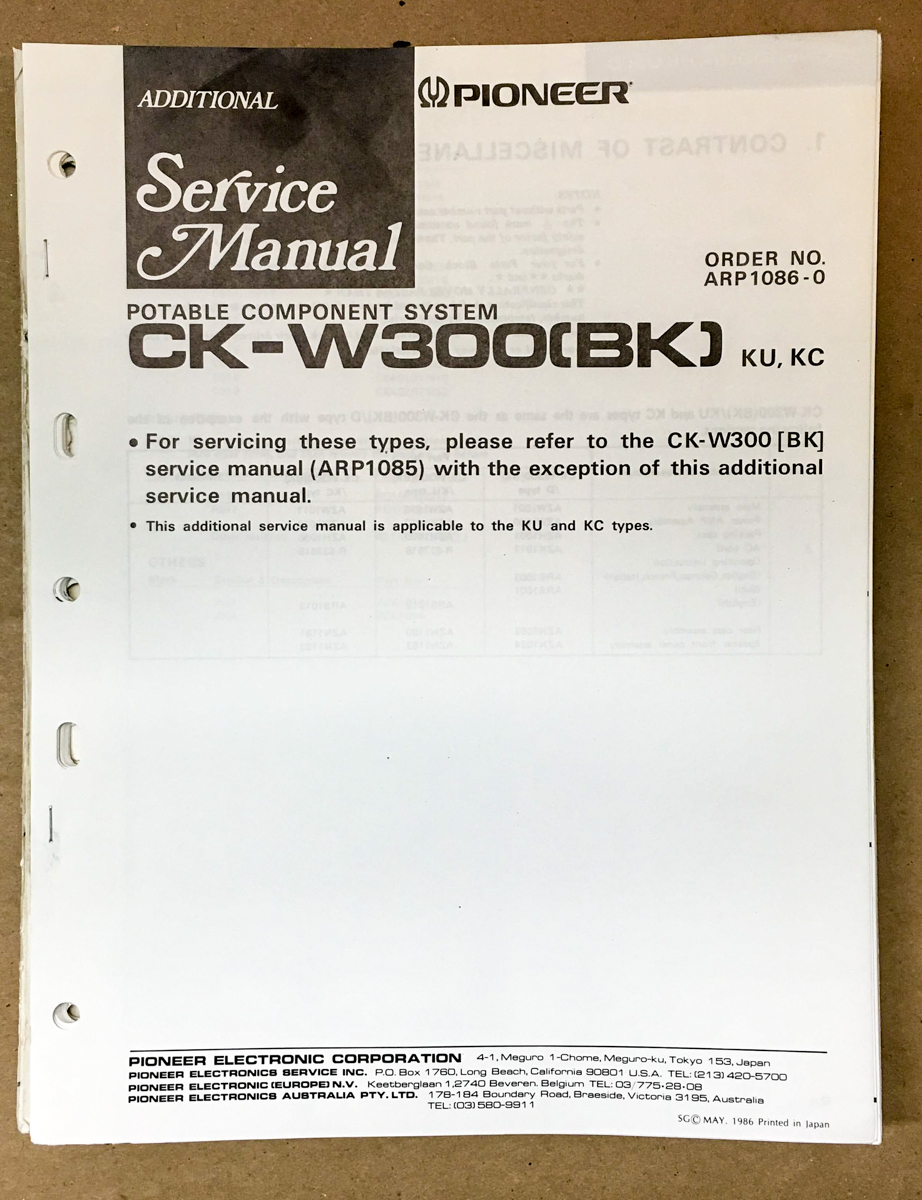 ADDITIONAL
Service
Manual
PIONEER
ORDER NO.
ARP1086-0
POTABLE COMPONENT SYSTEM
CK-W300(BK) KU, KC
• For servicing these types, please refer to the CK-W300 [BK]
service manual (ARP1085) with the exception of this additional
service manual.
• This additional service manual is applicable to the KU and KC types.
1. CONTRAST OF MISCELLANE
PIONEER ELECTRONIC CORPORATION 4-1, Meguro 1-Chome, Meguro-ku, Tokyo 153, Japan
PIONEER ELECTRONICS SERVICE INC. P.O. Box 1760, Long Beach, California 90801 U.S.A. TEL: (213) 420-5700
PIONEER ELECTRONIC (EUROPE) N.V. Keetberglaan 1, 2740 Beveren. Belgium TEL: 03/775·28·08
PIONEER ELECTRONICS AUSTRALIA PTY. LTD. 178-184 Boundary Road, Braeside, Victoria 3195, Australia
TEL: (03) 580-9911
SG © MAY. 1986 Printed in Japan